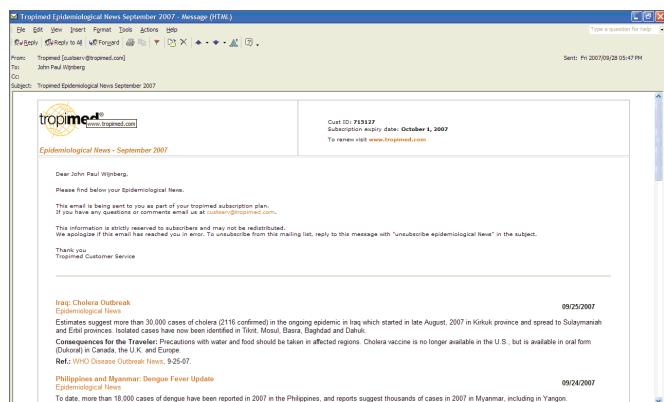 Tropimed Epidemiological News September 2007 - Message (HTML)
File Edit View Insert Format Tools Actions Help
Type a question for help
Reply Reply to All Forward
From: Tropimed [custserv@tropimed.com]
Sent: Fri 2007/09/28 05:47 PM
To: John Paul Wijnberg
Cc:
Subject: Tropimed Epidemiological News September 2007
tropimed®
www.tropimed.com
Cust ID: 715127
Subscription expiry date: October 1, 2007
To renew visit www.tropimed.com
Epidemiological News - September 2007
Dear John Paul Wijnberg,
Please find below your Epidemiological News.
This email is being sent to you as part of your tropimed subscription plan.
If you have any questions or comments email us at custserv@tropimed.com.
This information is strictly reserved to subscribers and may not be redistributed.
We apologize if this email has reached you in error. To unsubscribe from this mailing list, reply to this message with "unsubscribe epidemiological News" in the subject.
Thank you
Tropimed Customer Service
Iraq: Cholera Outbreak
09/25/2007
Epidemiological News
Estimates suggest more than 30,000 cases of cholera (2116 confirmed) in the ongoing epidemic in Iraq which started in late August, 2007 in Kirkuk province and spread to Sulaymaniah
and Erbil provinces. Isolated cases have now been identified in Tikrit, Mosul, Basra, Baghdad and Dahuk.
Consequences for the Traveler: Precautions with water and food should be taken in affected regions. Cholera vaccine is no longer available in the U.S., but is available in oral form
(Dukoral) in Canada, the U.K. and Europe.
Ref.: WHO Disease Outbreak News, 9-25-07.
Philippines and Myanmar: Dengue Fever Update
09/24/2007
Epidemiological News
To date, more than 18,000 cases of dengue have been reported in 2007 in the Philippines, and reports suggest thousands of cases in 2007 in Myanmar, including in Yangon.